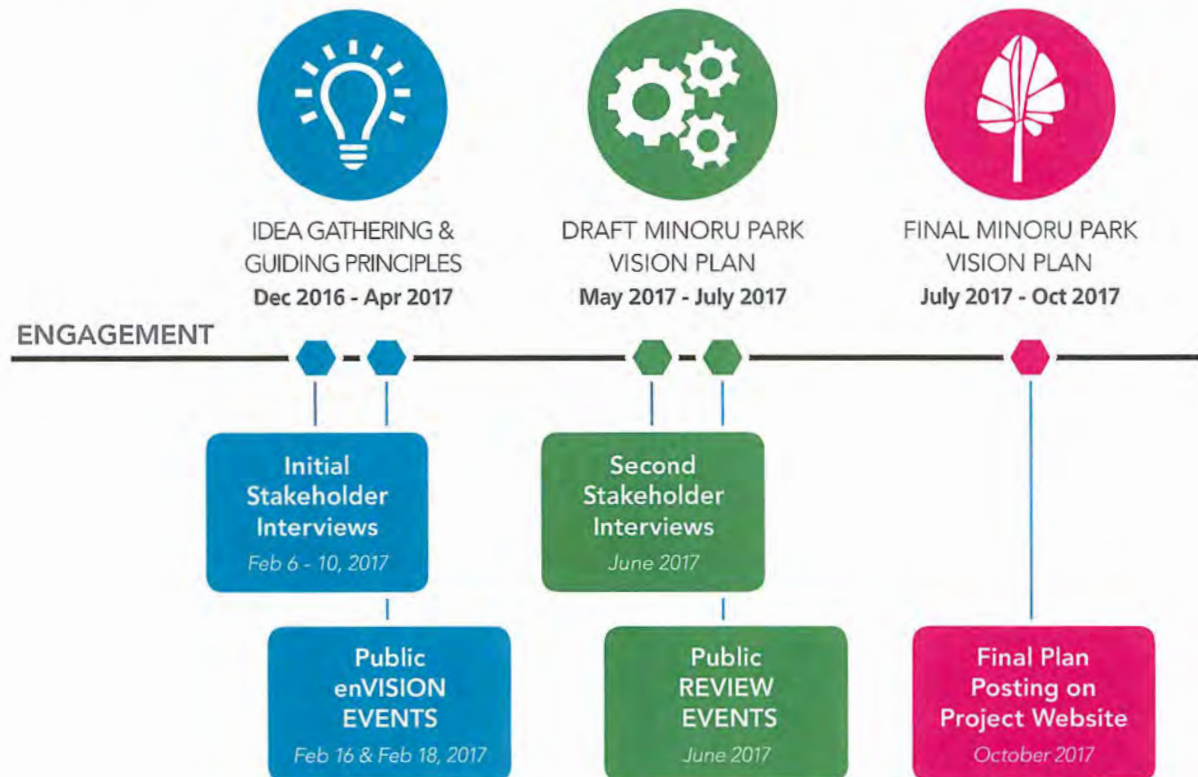 IDEA GATHERING &
GUIDING PRINCIPLES
Dec 2016 - Apr 2017
DRAFT MINORU PARK
VISION PLAN
May 2017 - July 2017
FINAL MINORU PARK
VISION PLAN
July 2017 - Oct 2017
ENGAGEMENT
Initial
Stakeholder
Interviews
Feb 6 - 10, 2017
Second
Stakeholder
Interviews
June 2017
Public
enVISION
EVENTS
Feb 16 & Feb 18, 2017
Public
REVIEW
EVENTS
June 2017
Final Plan
Posting on
Project Website
October 2017